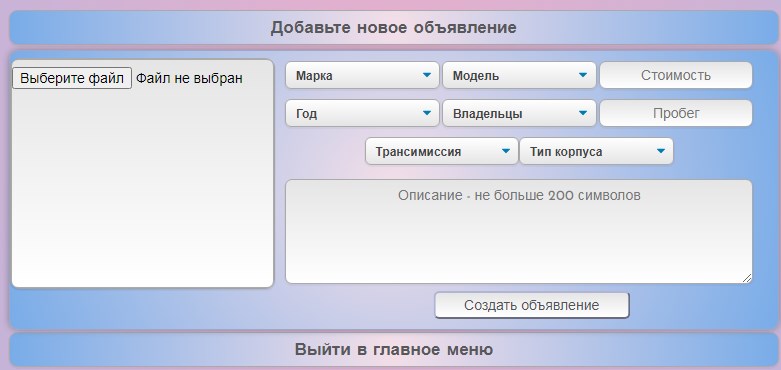 Добавьте новое объявление
Выберите файл Файл не выбран
Марка Модель Стоимость
Год Владельцы Пробег
Трансимиссия Тип корпуса
Описание - не больше 200 символов
Создать объявление
Выйти в главное меню